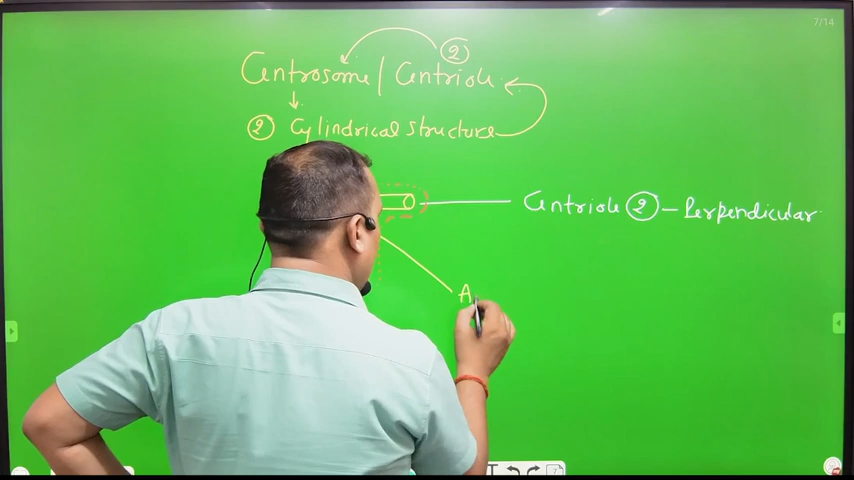 7/14
②
Centrosome / Centriole
② Cylindrical structure
Centriole ② - Perpendicular
A